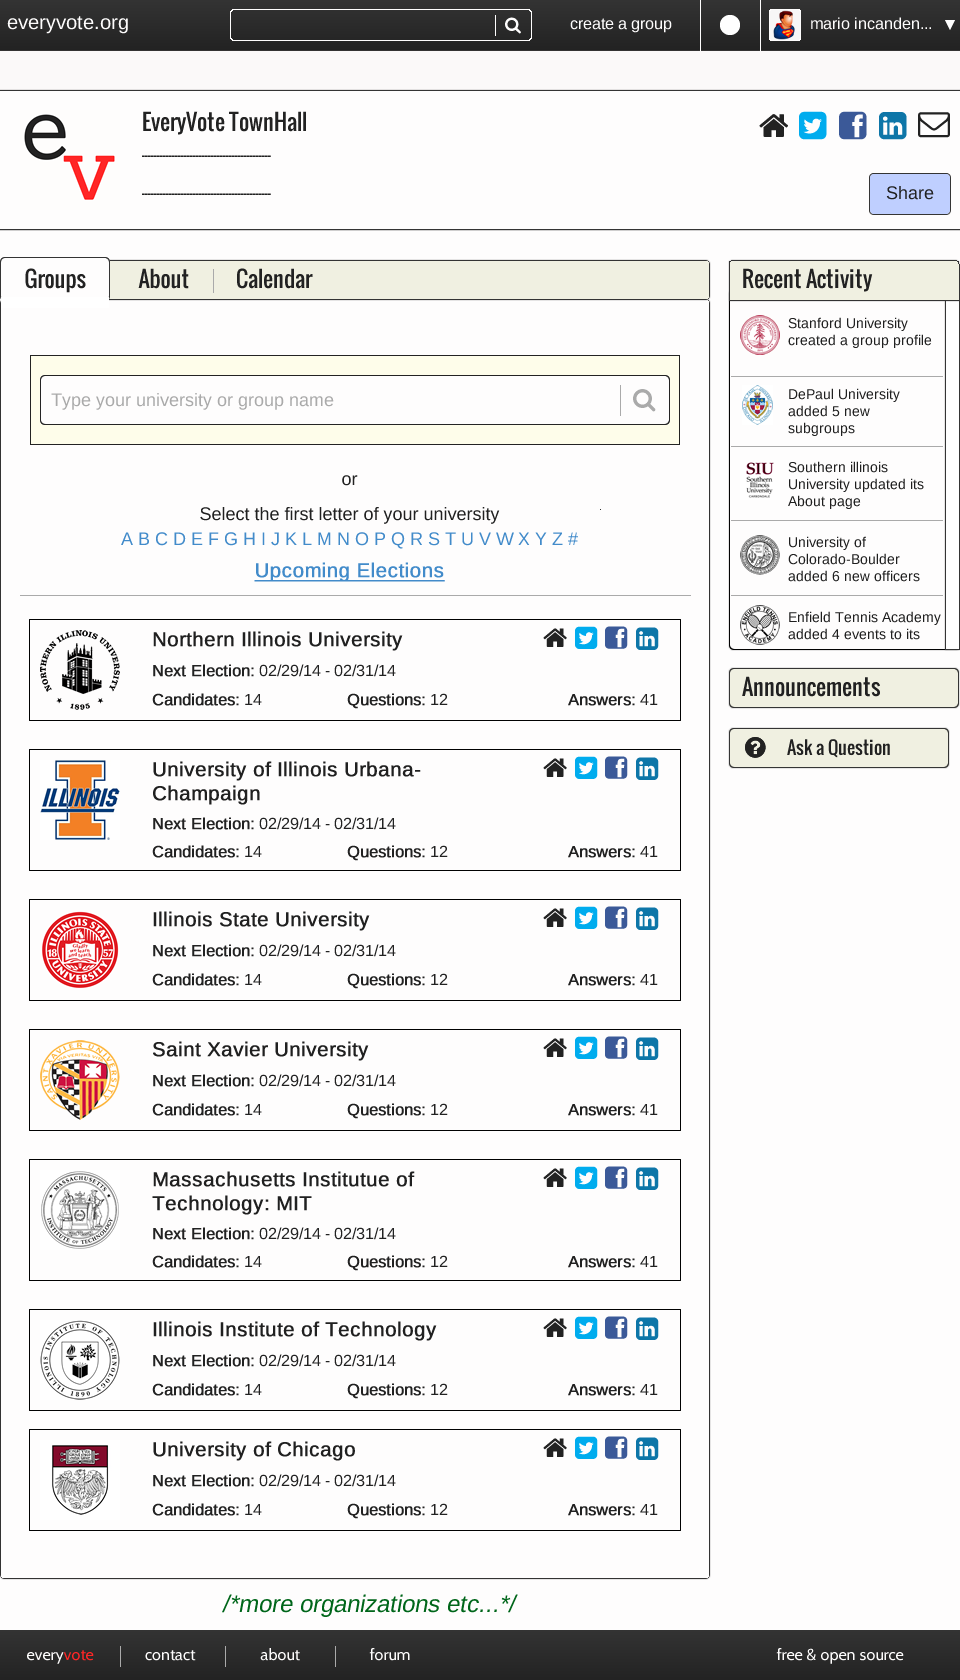 everyvote.org
create a group
mario incanden... ▼
ev
EveryVote TownHall
Share
Groups
About
Calendar
Type your university or group name
or
Select the first letter of your university
A B C D E F G H I J K L M N O P Q R S T U V W X Y Z #
Upcoming Elections
NORTHERN ILLINOIS UNIVERSITY
1895
Northern Illinois University
Next Election: 02/29/14 - 02/31/14
Candidates: 14 Questions: 12 Answers: 41
ILLINOIS
University of Illinois Urbana-
Champaign
Next Election: 02/29/14 - 02/31/14
Candidates: 14 Questions: 12 Answers: 41
ILLINOIS STATE UNIVERSITY
18 57
Illinois State University
Next Election: 02/29/14 - 02/31/14
Candidates: 14 Questions: 12 Answers: 41
SAINT XAVIER UNIVERSITY
Saint Xavier University
Next Election: 02/29/14 - 02/31/14
Candidates: 14 Questions: 12 Answers: 41
MASSACHUSETTS INSTITUTE OF TECHNOLOGY
Massachusetts Institutue of
Technology: MIT
Next Election: 02/29/14 - 02/31/14
Candidates: 14 Questions: 12 Answers: 41
ILLINOIS INSTITUTE OF TECHNOLOGY
1890
Illinois Institute of Technology
Next Election: 02/29/14 - 02/31/14
Candidates: 14 Questions: 12 Answers: 41
University of Chicago
Next Election: 02/29/14 - 02/31/14
Candidates: 14 Questions: 12 Answers: 41
/*more organizations etc...*/
Recent Activity
Stanford University
created a group profile
DePaul University
added 5 new
subgroups
SIU
Southern
Illinois
University
Southern illinois
University updated its
About page
University of
Colorado-Boulder
added 6 new officers
ENFIELD TENNIS
ACADEMY
Enfield Tennis Academy
added 4 events to its
Announcements
Ask a Question
everyvote
contact
about
forum
free & open source